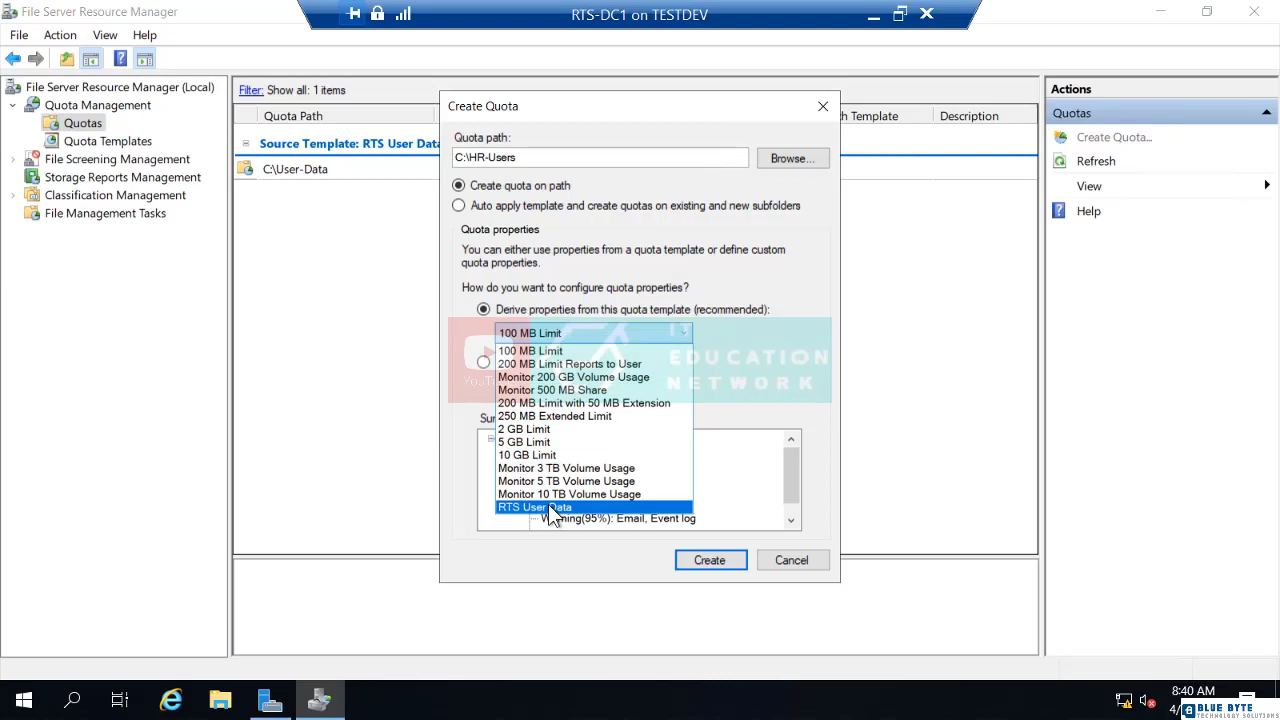 File Server Resource Manager
RTS-DC1 on TESTDEV
File Action View Help
File Server Resource Manager (Local)
Quota Management
Quotas
Quota Templates
File Screening Management
Storage Reports Management
Classification Management
File Management Tasks
Filter: Show all: 1 items
Quota Path
Template
Description
Source Template: RTS User Data
C:\User-Data
Create Quota
Quota path:
C:\HR-Users
Browse...
Create quota on path
Auto apply template and create quotas on existing and new subfolders
Quota properties
You can either use properties from a quota template or define custom
quota properties.
How do you want to configure quota properties?
Derive properties from this quota template (recommended):
100 MB Limit
100 MB Limit
200 MB Limit Reports to User
Monitor 200 GB Volume Usage
Monitor 500 MB Share
200 MB Limit with 50 MB Extension
250 MB Extended Limit
2 GB Limit
5 GB Limit
10 GB Limit
Monitor 3 TB Volume Usage
Monitor 5 TB Volume Usage
Monitor 10 TB Volume Usage
RTS User Data
Warning(95%): Email, Event log
EDUCATION
NETWORK
Create
Cancel
Actions
Quotas
Create Quota...
Refresh
View
Help
8:40 AM
BLUE BYTE
TECHNOLOGY SOLUTIONS